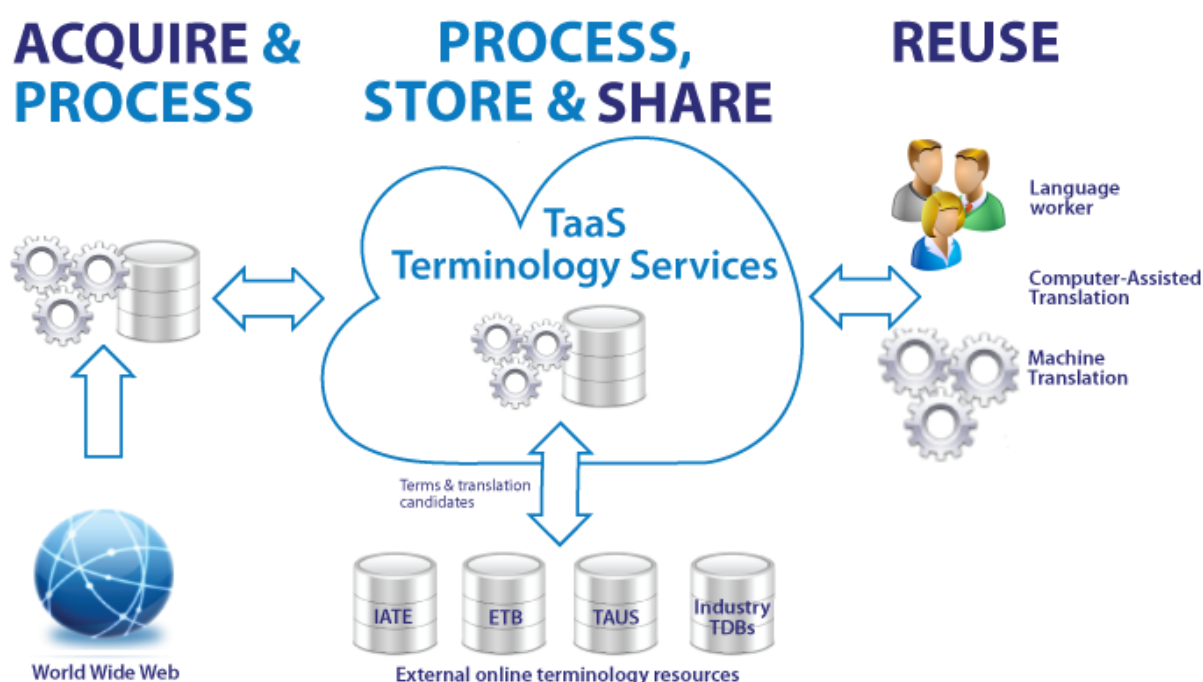 ACQUIRE &
PROCESS
PROCESS,
STORE & SHARE
REUSE
TaaS
Terminology Services
Language
worker
Computer-Assisted
Translation
Machine
Translation
Terms & translation
candidates
IATE
ETB
TAUS
Industry
TDBs
World Wide Web
External online terminology resources